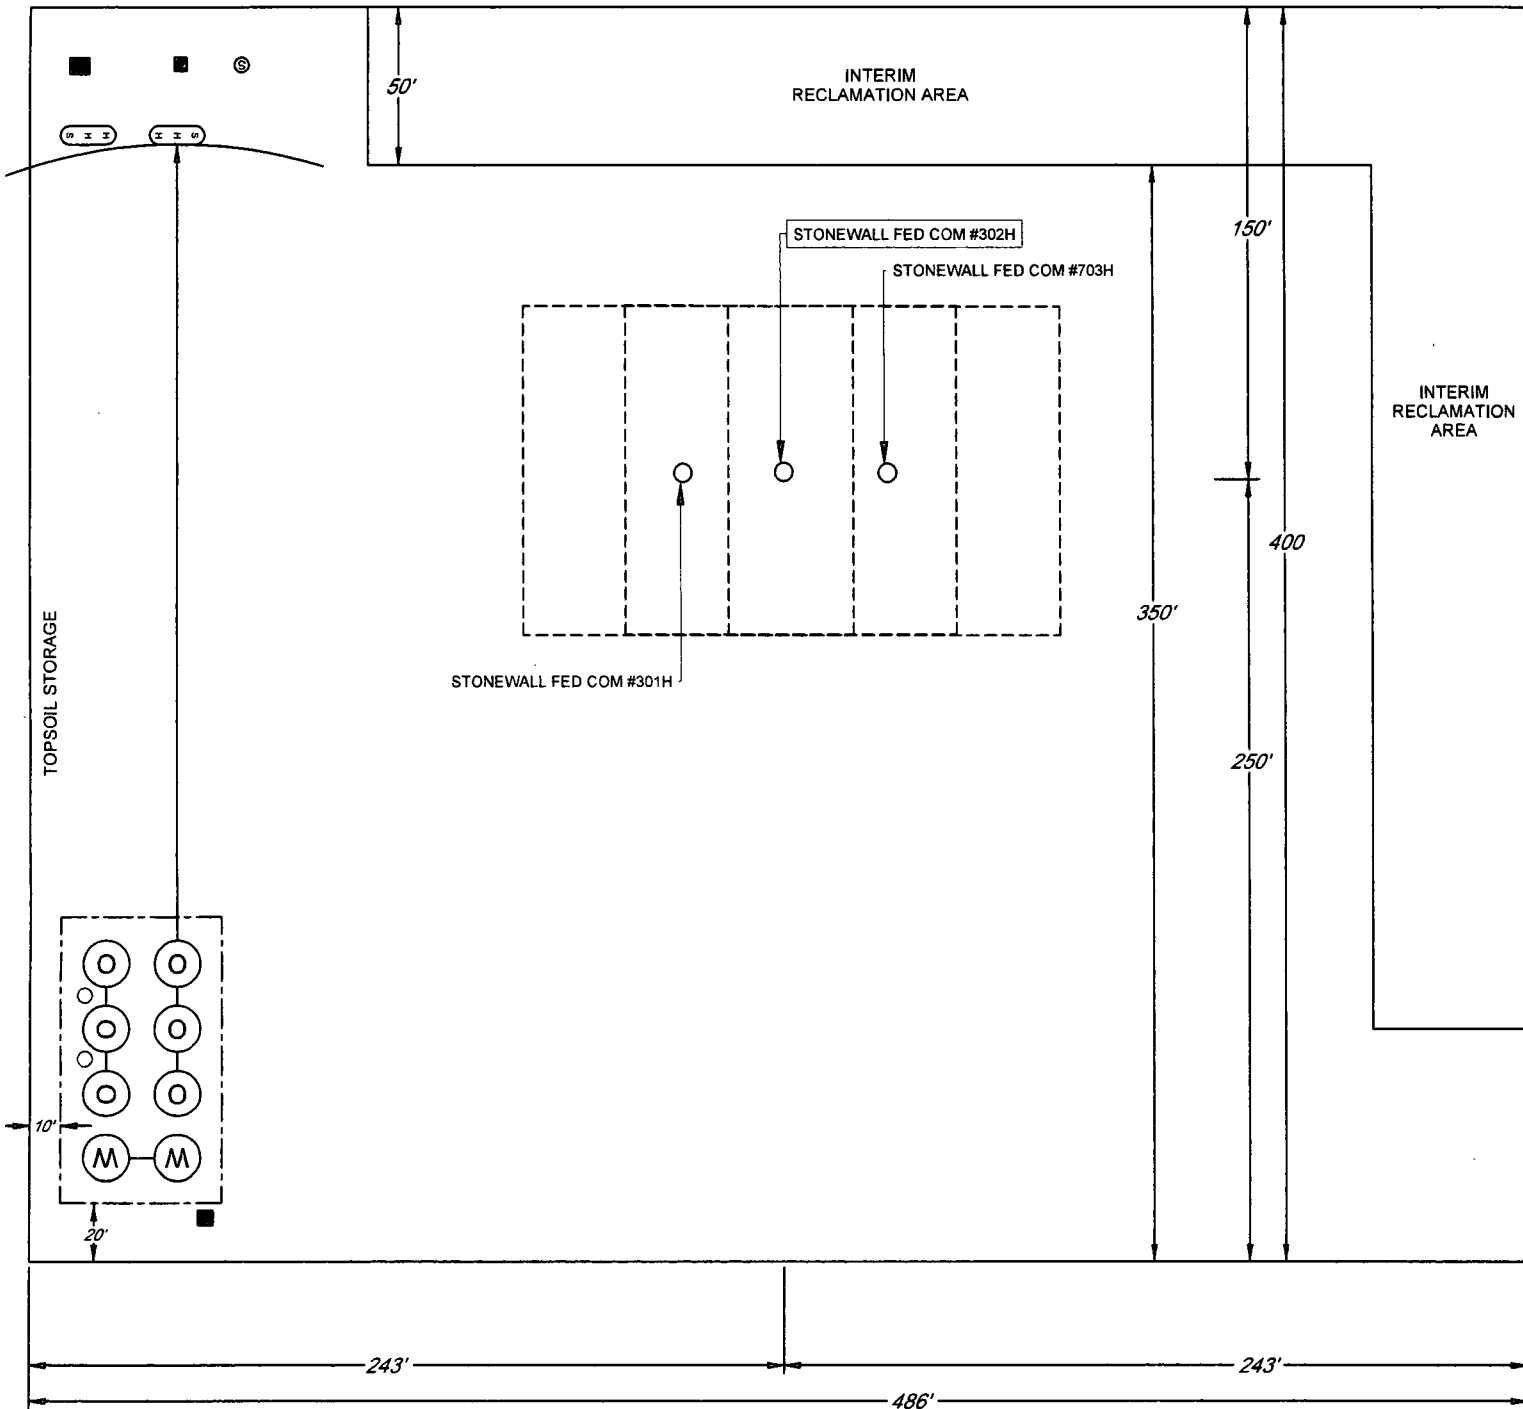 S
50'
INTERIM
RECLAMATION AREA
S H H
H H S
150'
STONEWALL FED COM #302H
STONEWALL FED COM #703H
INTERIM
RECLAMATION
AREA
400
350'
TOPSOIL STORAGE
STONEWALL FED COM #301H
250'
O O
O O
O O
10'
W W
20'
243'
243'
486'